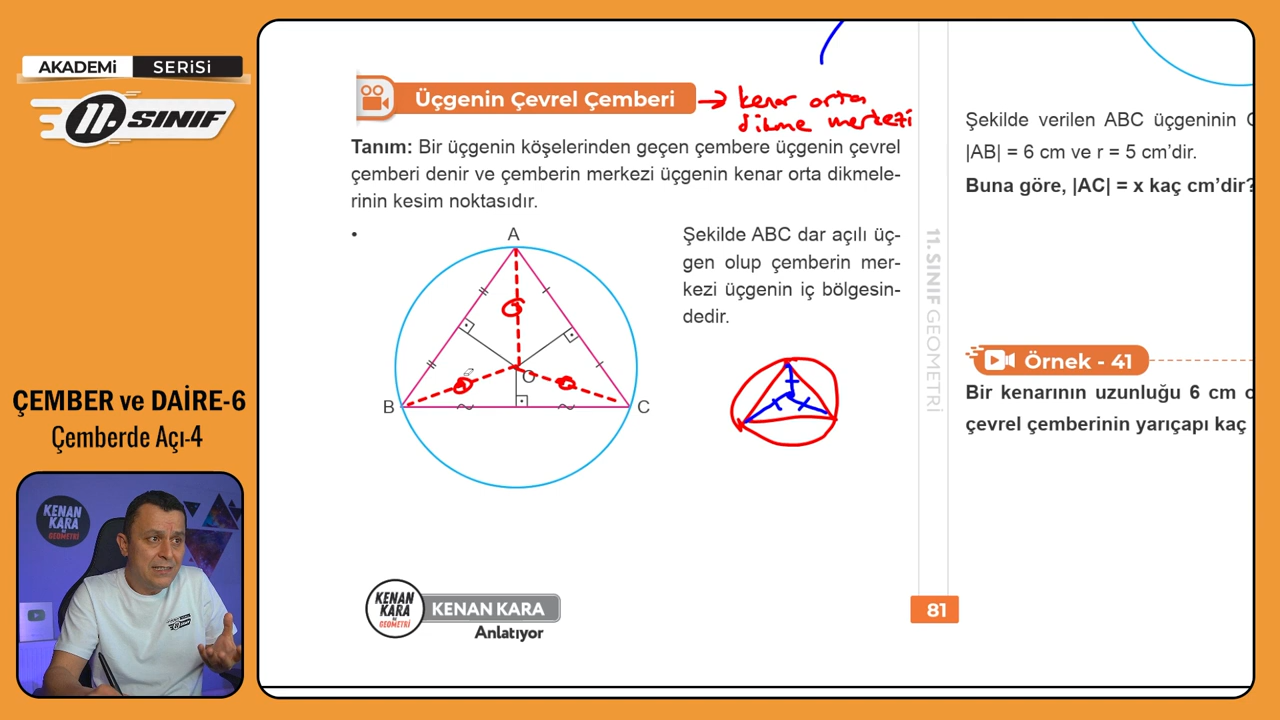 AKADEMİ SERİSİ
11. SINIF
ÇEMBER ve DAİRE-6
Çemberde Açı-4
KENAN
KARA
ile
GEOMETRİ
Üçgenin Çevrel Çemberi
kenar orta
dikme merkezi
Tanım: Bir üçgenin köşelerinden geçen çembere üçgenin çevrel
çemberi denir ve çemberin merkezi üçgenin kenar orta dikmele-
rinin kesim noktasıdır.
A
B
C
O
Şekilde ABC dar açılı üç-
gen olup çemberin mer-
kezi üçgenin iç bölgesin-
dedir.
KENAN
KARA
ile
GEOMETRİ
KENAN KARA
Anlatıyor
81
11. SINIF GEOMETRİ
Şekilde verilen ABC üçgeninin
|AB| = 6 cm ve r = 5 cm'dir.
Buna göre, |AC| = x kaç cm'dir?
Örnek - 41
Bir kenarının uzunluğu 6 cm
çevrel çemberinin yarıçapı kaç